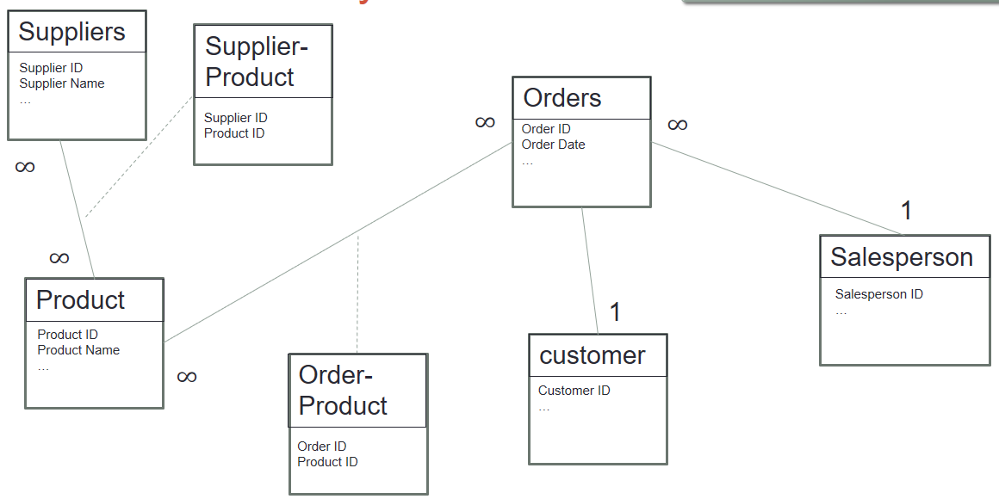 Suppliers
Supplier ID
Supplier Name
...
Supplier-
Product
Supplier ID
Product ID
∞
∞
Product
Product ID
Product Name
...
∞
Order-
Product
Order ID
Product ID
∞
Orders
Order ID
Order Date
...
∞
1
customer
Customer ID
...
1
Salesperson
Salesperson ID
...